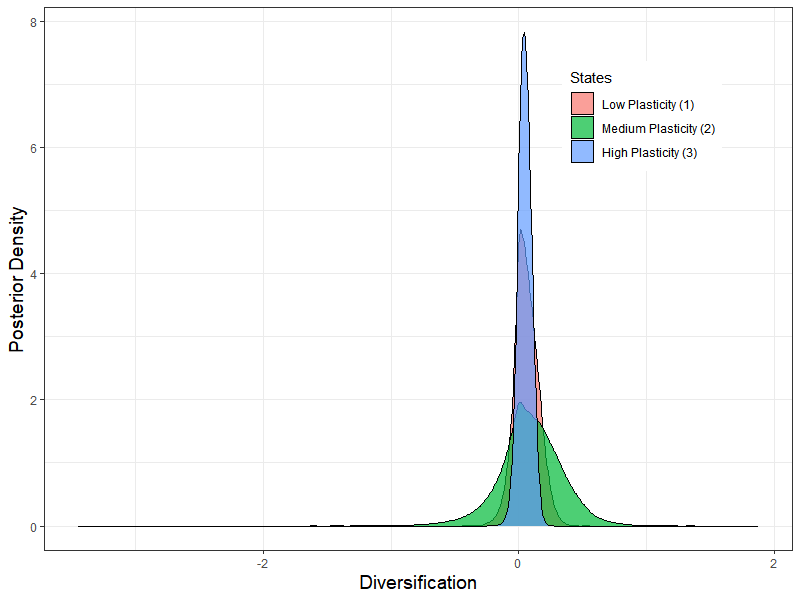 8
6
4
2
0
Posterior Density
States
Low Plasticity (1)
Medium Plasticity (2)
High Plasticity (3)
-2
0
2
Diversification